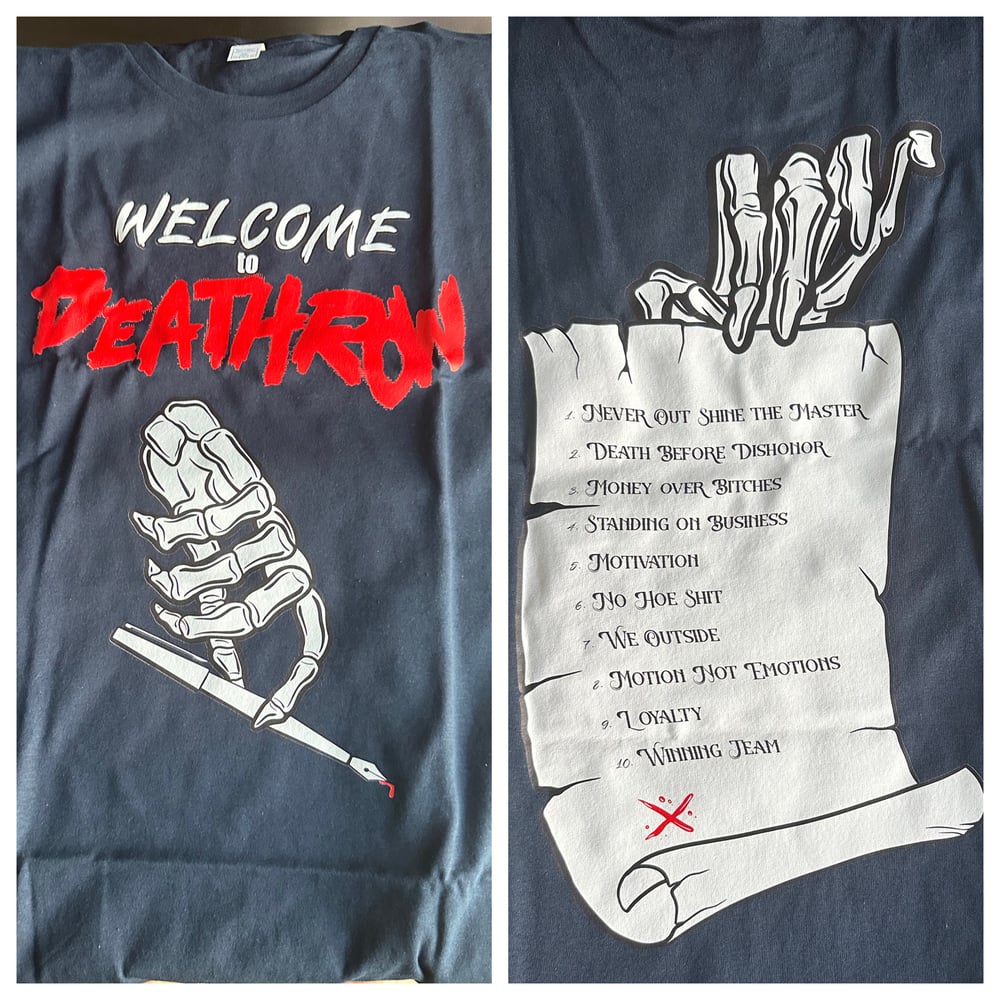 WELCOME
to
DEATHROW
1. Never Out Shine the Master
2. Death Before Dishonor
3. Money over Bitches
4. Standing on Business
5. Motivation
6. No Hoe Shit
7. We Outside
8. Motion Not Emotions
9. Loyalty
10. Winning Team
X